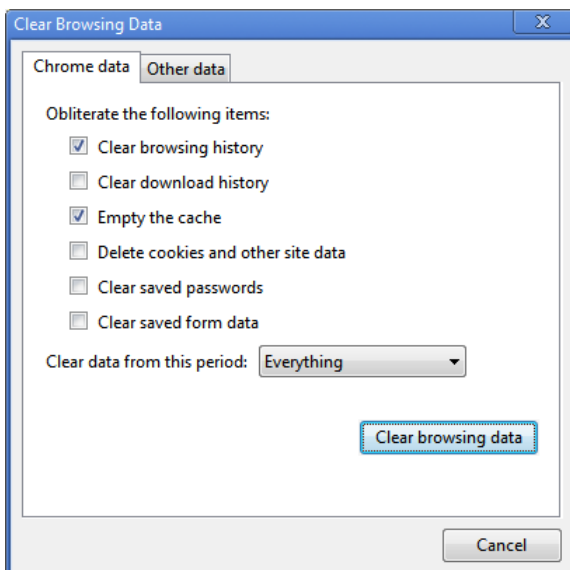 Clear Browsing Data
Chrome data Other data
Obliterate the following items:
Clear browsing history
Clear download history
Empty the cache
Delete cookies and other site data
Clear saved passwords
Clear saved form data
Clear data from this period: Everything
Clear browsing data
Cancel